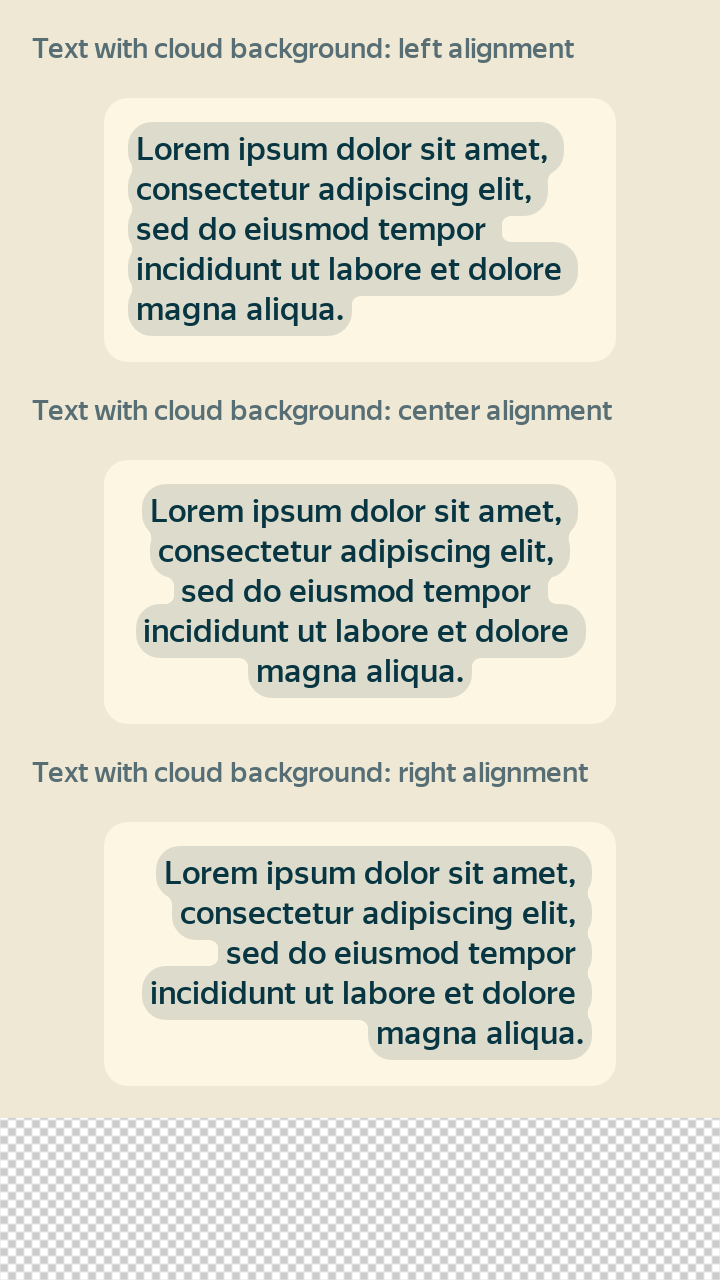 Text with cloud background: left alignment
Lorem ipsum dolor sit amet,
consectetur adipiscing elit,
sed do eiusmod tempor
incididunt ut labore et dolore
magna aliqua.
Text with cloud background: center alignment
Lorem ipsum dolor sit amet,
consectetur adipiscing elit,
sed do eiusmod tempor
incididunt ut labore et dolore
magna aliqua.
Text with cloud background: right alignment
Lorem ipsum dolor sit amet,
consectetur adipiscing elit,
sed do eiusmod tempor
incididunt ut labore et dolore
magna aliqua.